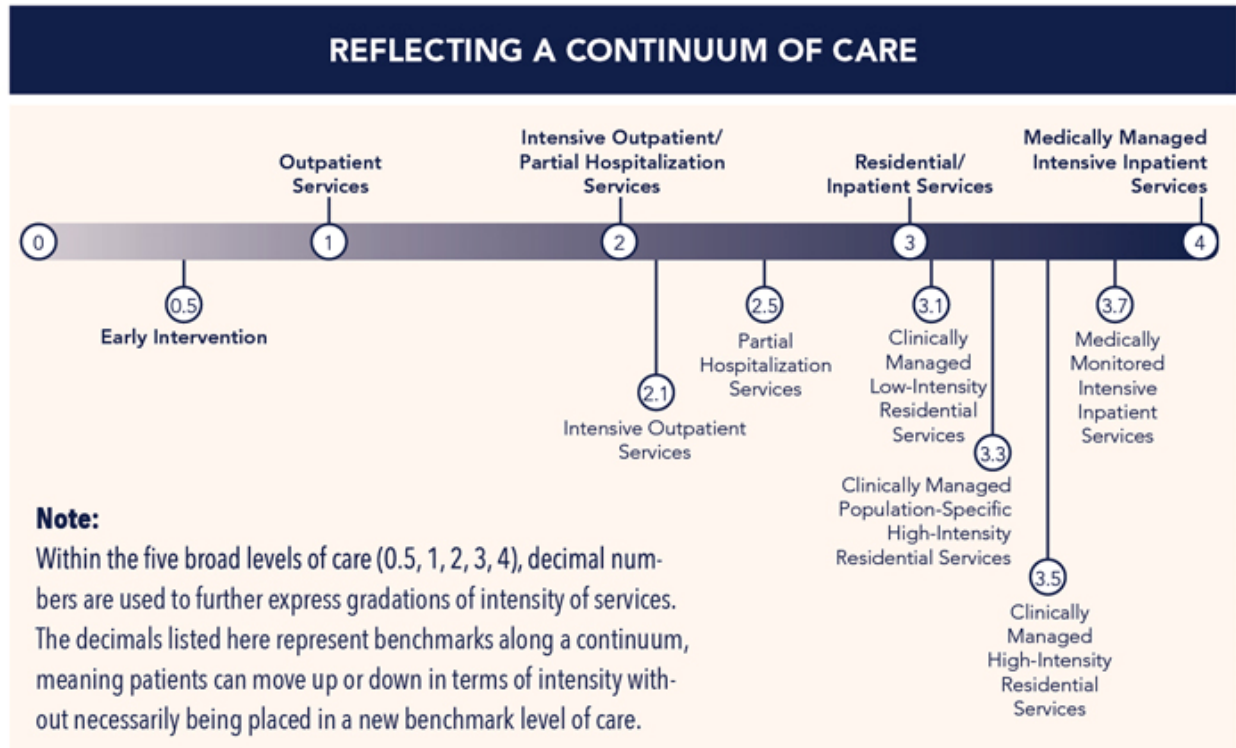 REFLECTING A CONTINUUM OF CARE
Outpatient
Services
Intensive Outpatient/
Partial Hospitalization
Services
Residential/
Inpatient Services
Medically Managed
Intensive Inpatient
Services
0
1
2
3
4
0.5
Early Intervention
2.1
Intensive Outpatient
Services
2.5
Partial
Hospitalization
Services
3.1
Clinically
Managed
Low-Intensity
Residential
Services
3.3
Clinically Managed
Population-Specific
High-Intensity
Residential Services
3.5
Clinically
Managed
High-Intensity
Residential
Services
3.7
Medically
Monitored
Intensive
Inpatient
Services
Note:
Within the five broad levels of care (0.5, 1, 2, 3, 4), decimal num-
bers are used to further express gradations of intensity of services.
The decimals listed here represent benchmarks along a continuum,
meaning patients can move up or down in terms of intensity with-
out necessarily being placed in a new benchmark level of care.